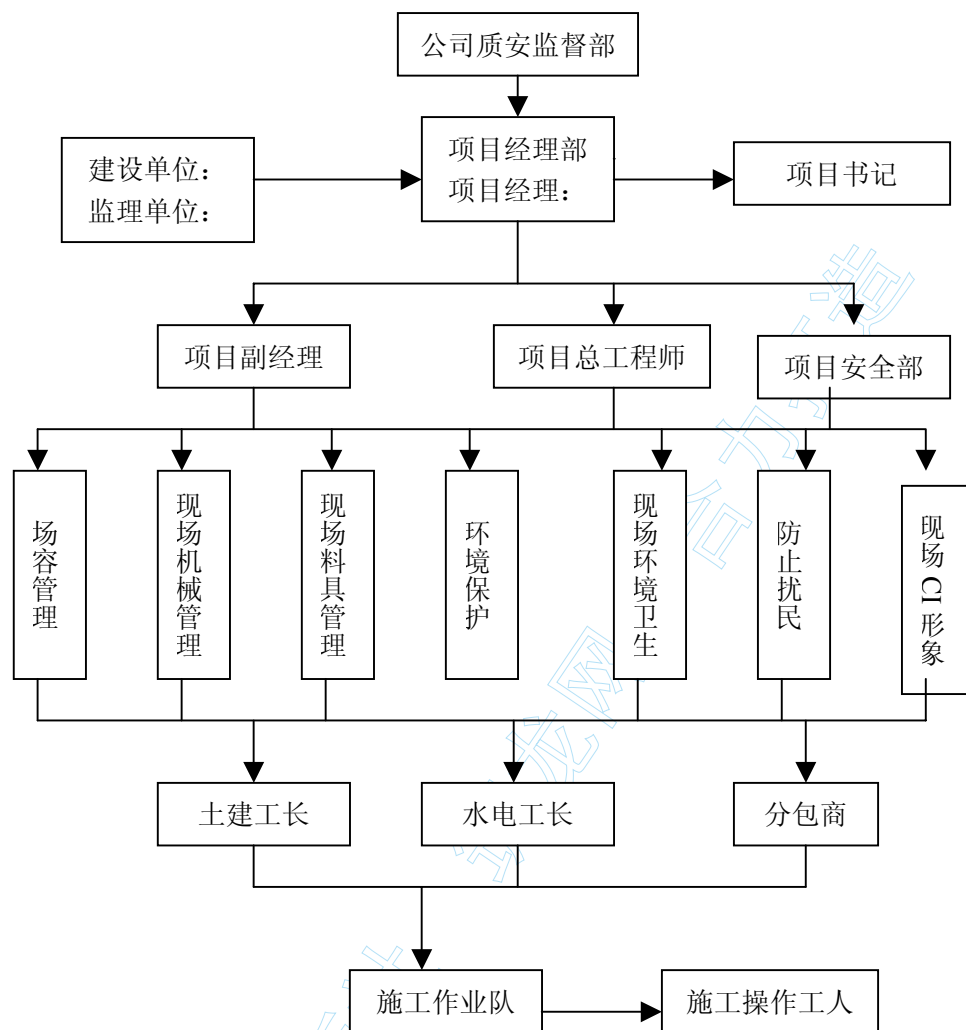 公司质安监督部
建设单位：
监理单位：
项目经理部
项目经理：
项目书记
项目副经理
项目总工程师
项目安全部
场容管理
现场机械管理
现场料具管理
环境保护
现场环境卫生
防止扰民
现场 CI 形象
土建工长
水电工长
分包商
施工作业队
施工操作工人